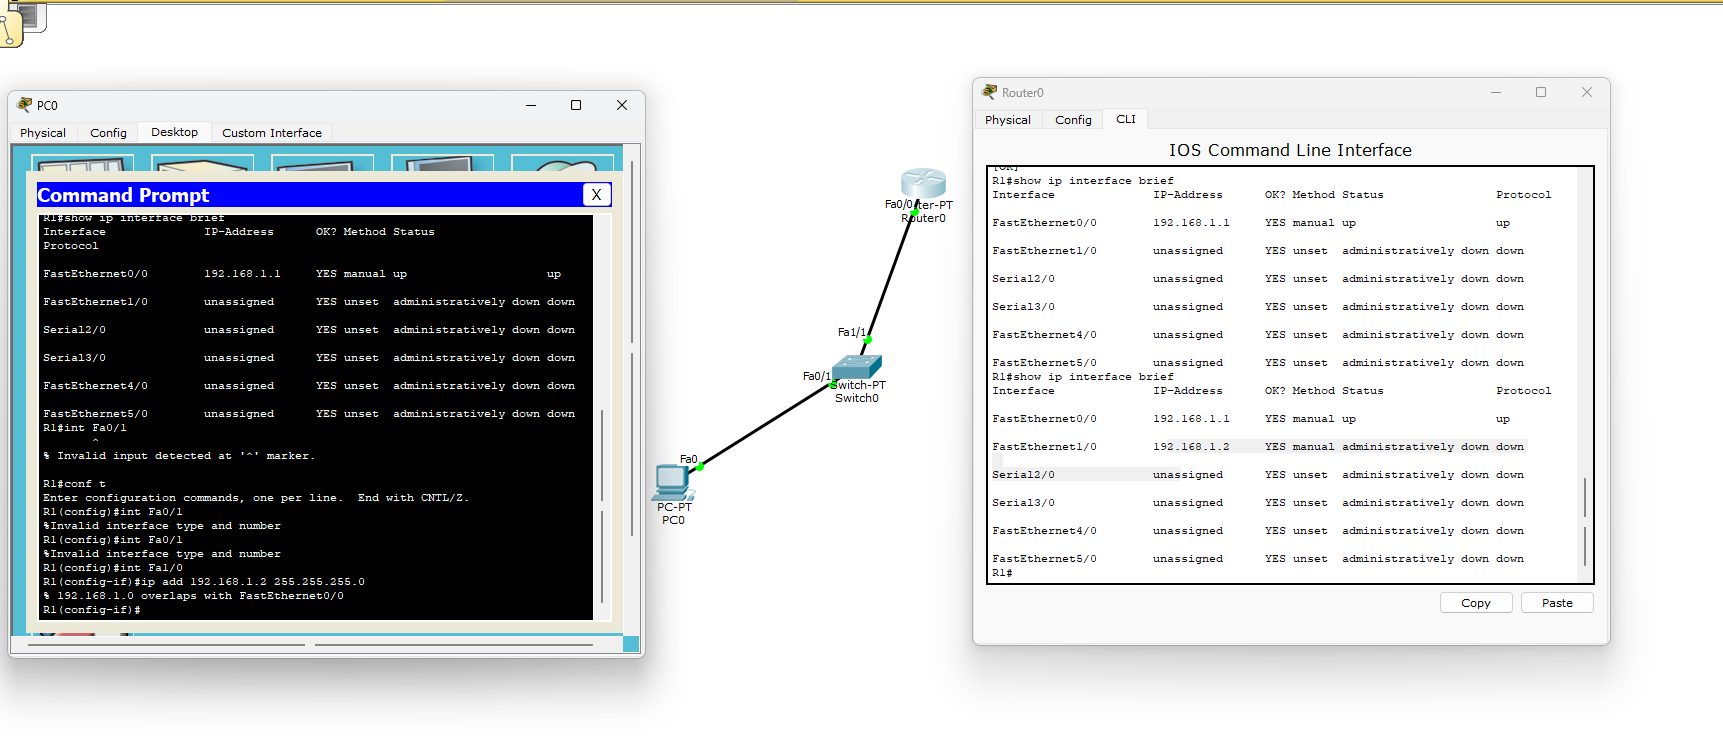 PC0
Physical Config Desktop Custom Interface
Command Prompt
X
R1#show ip interface brief
Interface IP-Address OK? Method Status
Protocol
FastEthernet0/0 192.168.1.1 YES manual up up
FastEthernet1/0 unassigned YES unset administratively down down
Serial2/0 unassigned YES unset administratively down down
Serial3/0 unassigned YES unset administratively down down
FastEthernet4/0 unassigned YES unset administratively down down
FastEthernet5/0 unassigned YES unset administratively down down
R1#int Fa0/1
^
% Invalid input detected at '^' marker.
R1#conf t
Enter configuration commands, one per line. End with CNTL/Z.
R1(config)#int Fa0/1
%Invalid interface type and number
R1(config)#int Fa0/1
%Invalid interface type and number
R1(config)#int Fa1/0
R1(config-if)#ip add 192.168.1.2 255.255.255.0
% 192.168.1.0 overlaps with FastEthernet0/0
R1(config-if)#
Fa0/0
Router0
Fa1/1
Fa0/1
Switch-PT
Switch0
Fa0
PC-PT
PC0
Router0
Physical Config CLI
IOS Command Line Interface
[OK]
R1#show ip interface brief
Interface IP-Address OK? Method Status Protocol
FastEthernet0/0 192.168.1.1 YES manual up up
FastEthernet1/0 unassigned YES unset administratively down down
Serial2/0 unassigned YES unset administratively down down
Serial3/0 unassigned YES unset administratively down down
FastEthernet4/0 unassigned YES unset administratively down down
FastEthernet5/0 unassigned YES unset administratively down down
R1#show ip interface brief
Interface IP-Address OK? Method Status Protocol
FastEthernet0/0 192.168.1.1 YES manual up up
FastEthernet1/0 192.168.1.2 YES manual administratively down down
Serial2/0 unassigned YES unset administratively down down
Serial3/0 unassigned YES unset administratively down down
FastEthernet4/0 unassigned YES unset administratively down down
FastEthernet5/0 unassigned YES unset administratively down down
R1#
Copy Paste